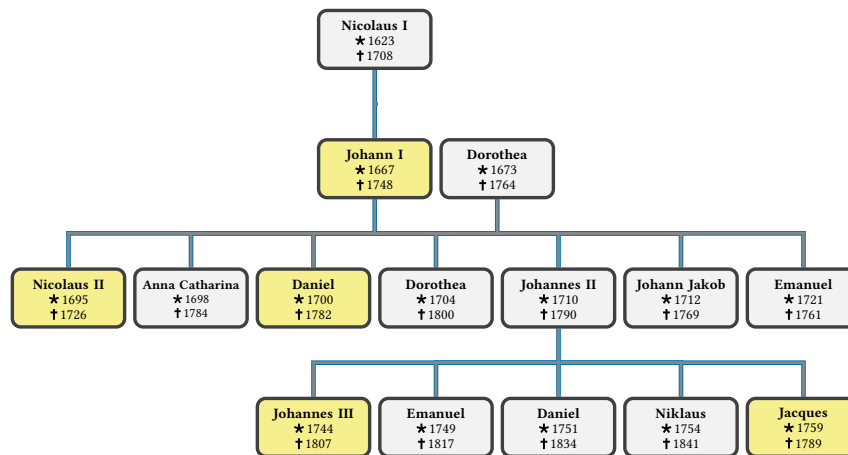 Nicolaus I
★ 1623
† 1708
Johann I
★ 1667
† 1748
Dorothea
★ 1673
† 1764
Nicolaus II
★ 1695
† 1726
Anna Catharina
★ 1698
† 1784
Daniel
★ 1700
† 1782
Dorothea
★ 1704
† 1800
Johannes II
★ 1710
† 1790
Johann Jakob
★ 1712
† 1769
Emanuel
★ 1721
† 1761
Johannes III
★ 1744
† 1807
Emanuel
★ 1749
† 1817
Daniel
★ 1751
† 1834
Niklaus
★ 1754
† 1841
Jacques
★ 1759
† 1789